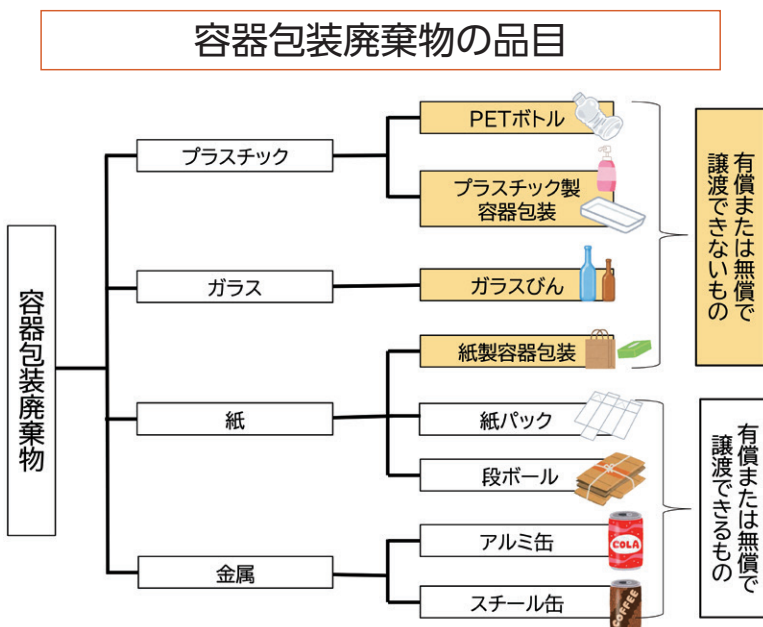 容器包装廃棄物の品目
容器包装廃棄物
プラスチック
PETボトル
プラスチック製
容器包装
ガラス
ガラスびん
紙
紙製容器包装
紙パック
段ボール
金属
アルミ缶
COLA
スチール缶
COFFEE
有償または無償で
譲渡できないもの
有償または無償で
譲渡できるもの